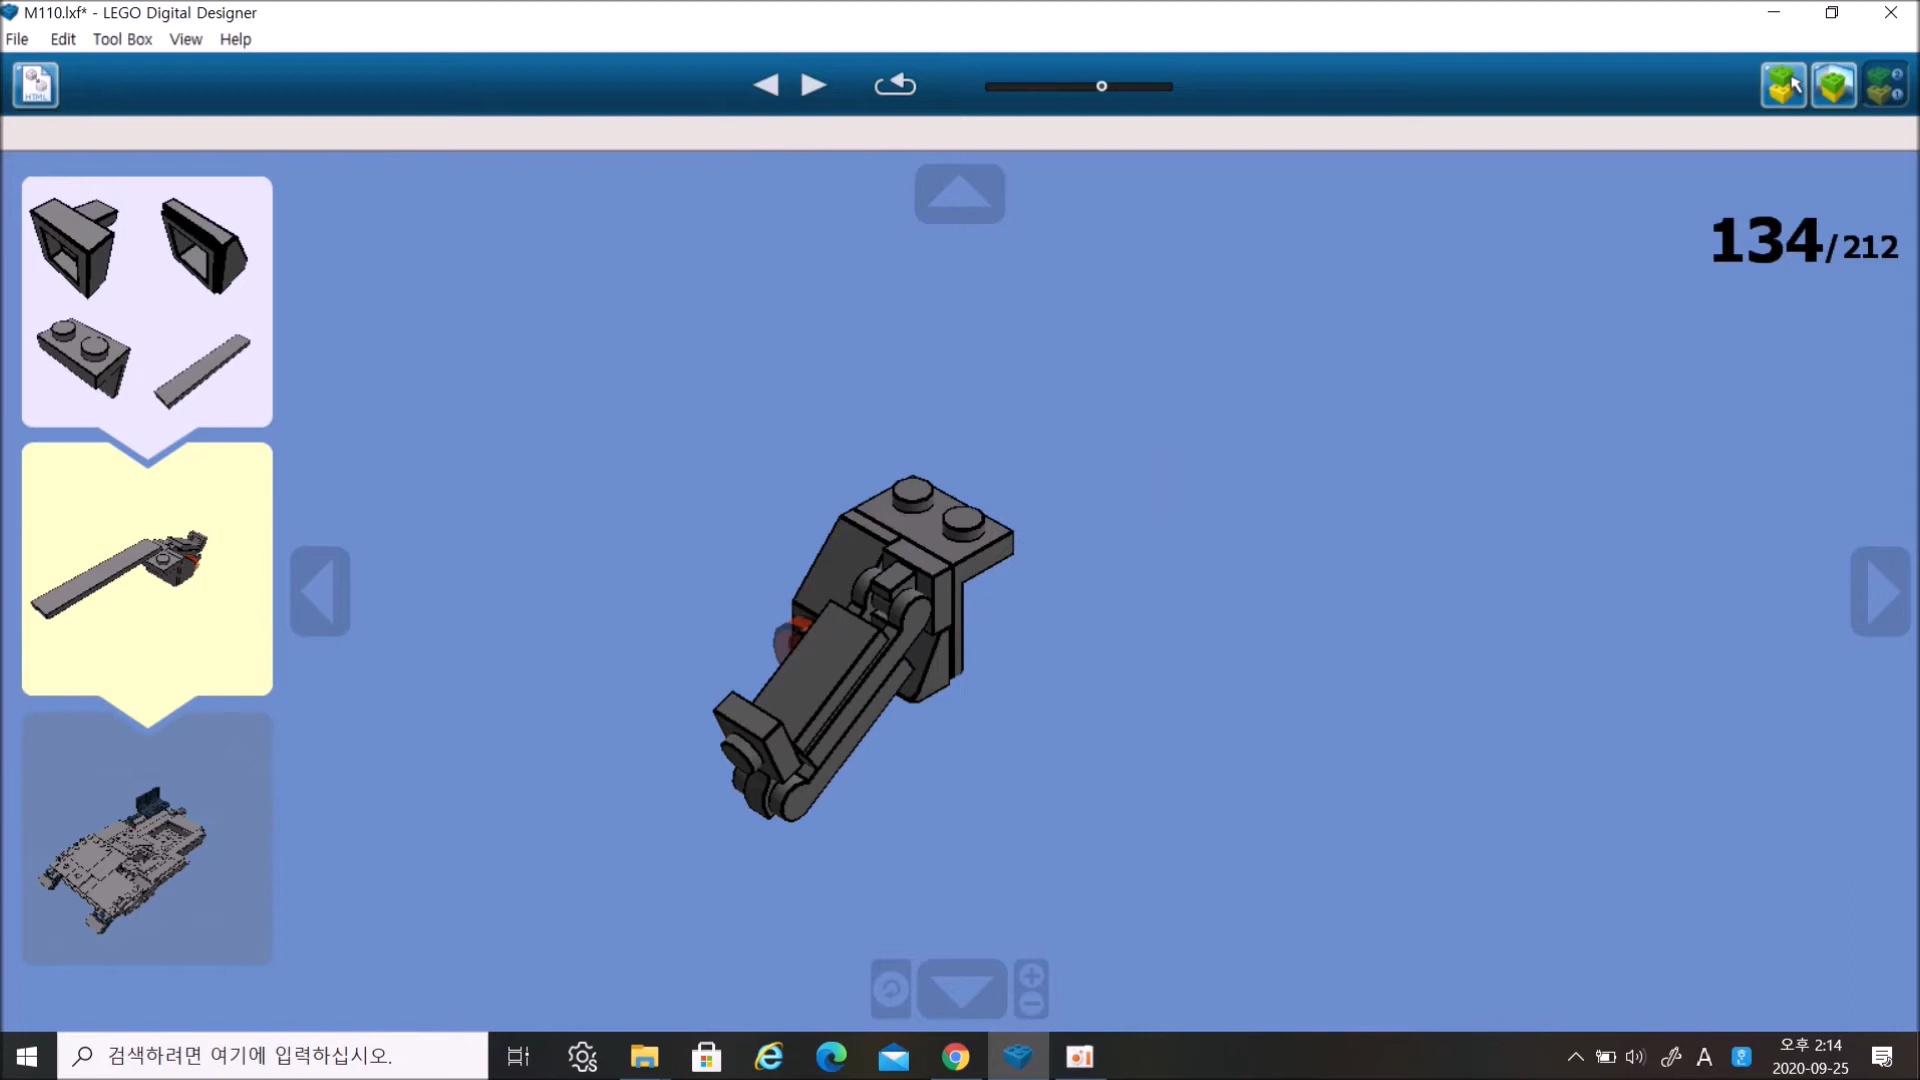 M110.lxf* - LEGO Digital Designer
File Edit Tool Box View Help
HTML
134/212
검색하려면 여기에 입력하십시오.
A
오후 2:14
2020-09-25